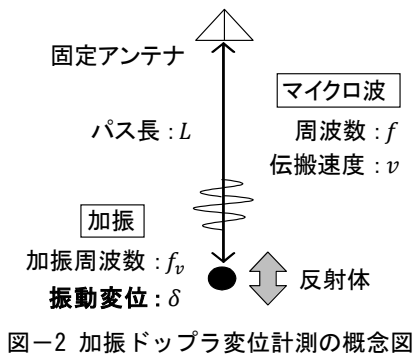 固定アンテナ
マイクロ波
パス長 : L
周波数 : f
伝搬速度 : v
加振
加振周波数 : fᵥ
振動変位 : δ
反射体
図－2 加振ドップラ変位計測の概念図